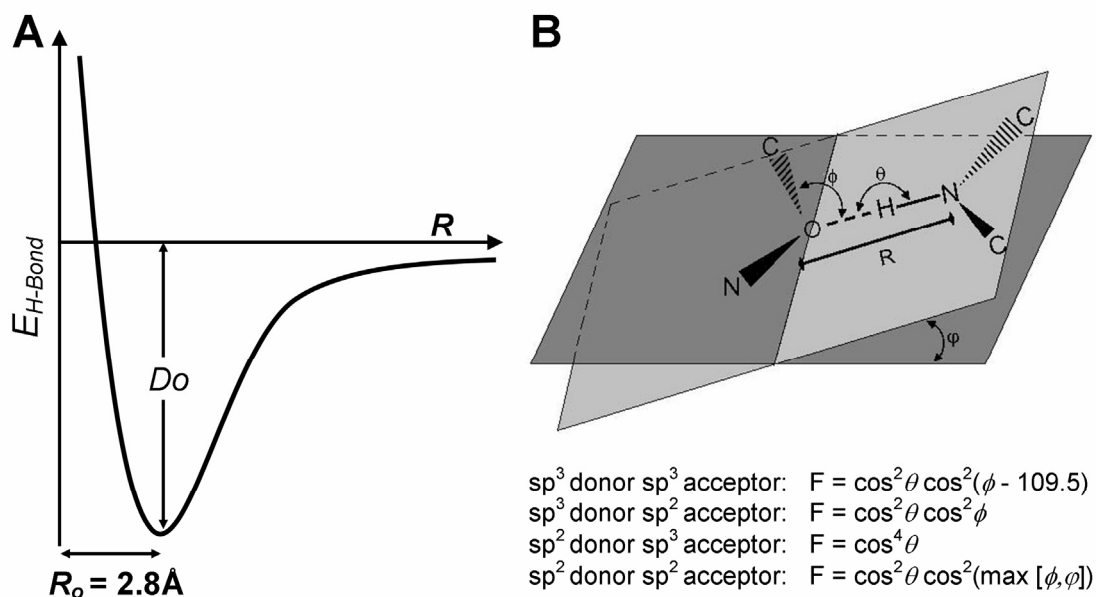 A
R
E_H-Bond
Do
R_o = 2.8Å
B
C
C
ϕ
θ
H
N
O
R
C
N
φ
sp³ donor sp³ acceptor: F = cos²θ cos²(ϕ - 109.5)
sp³ donor sp² acceptor: F = cos²θ cos²ϕ
sp² donor sp³ acceptor: F = cos⁴θ
sp² donor sp² acceptor: F = cos²θ cos²(max [ϕ,φ])